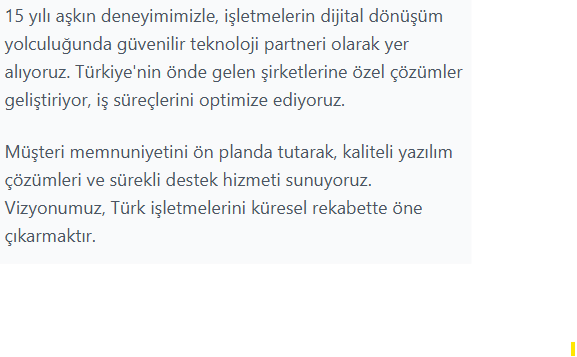 15 yılı aşkın deneyimimizle, işletmelerin dijital dönüşüm
yolculuğunda güvenilir teknoloji partneri olarak yer
alıyoruz. Türkiye'nin önde gelen şirketlerine özel çözümler
geliştiriyor, iş süreçlerini optimize ediyoruz.
Müşteri memnuniyetini ön planda tutarak, kaliteli yazılım
çözümleri ve sürekli destek hizmeti sunuyoruz.
Vizyonumuz, Türk işletmelerini küresel rekabette öne
çıkarmaktır.